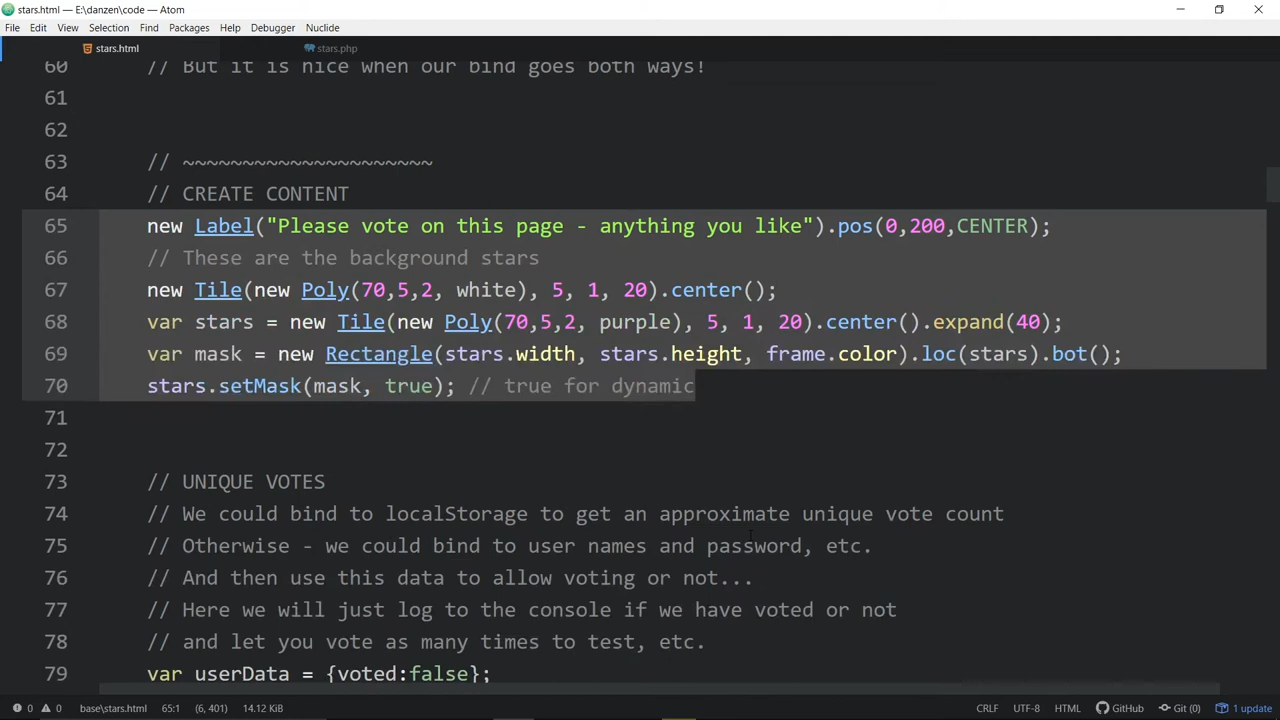 stars.html — E:\danzen\code — Atom
File Edit View Selection Find Packages Help Debugger Nuclide
stars.html stars.php
60 // But it is nice when our bind goes both ways!
61
62
63 // ~~~~~~~~~~~~~~~~~~~~~
64 // CREATE CONTENT
65 new Label("Please vote on this page - anything you like").pos(0,200,CENTER);
66 // These are the background stars
67 new Tile(new Poly(70,5,2, white), 5, 1, 20).center();
68 var stars = new Tile(new Poly(70,5,2, purple), 5, 1, 20).center().expand(40);
69 var mask = new Rectangle(stars.width, stars.height, frame.color).loc(stars).bot();
70 stars.setMask(mask, true); // true for dynamic
71
72
73 // UNIQUE VOTES
74 // We could bind to localStorage to get an approximate unique vote count
75 // Otherwise - we could bind to user names and password, etc.
76 // And then use this data to allow voting or not...
77 // Here we will just log to the console if we have voted or not
78 // and let you vote as many times to test, etc.
79 var userData = {voted:false};
0 0 base\stars.html 65:1 (6, 401) 14.12 KiB CRLF UTF-8 HTML GitHub Git (0) 1 update